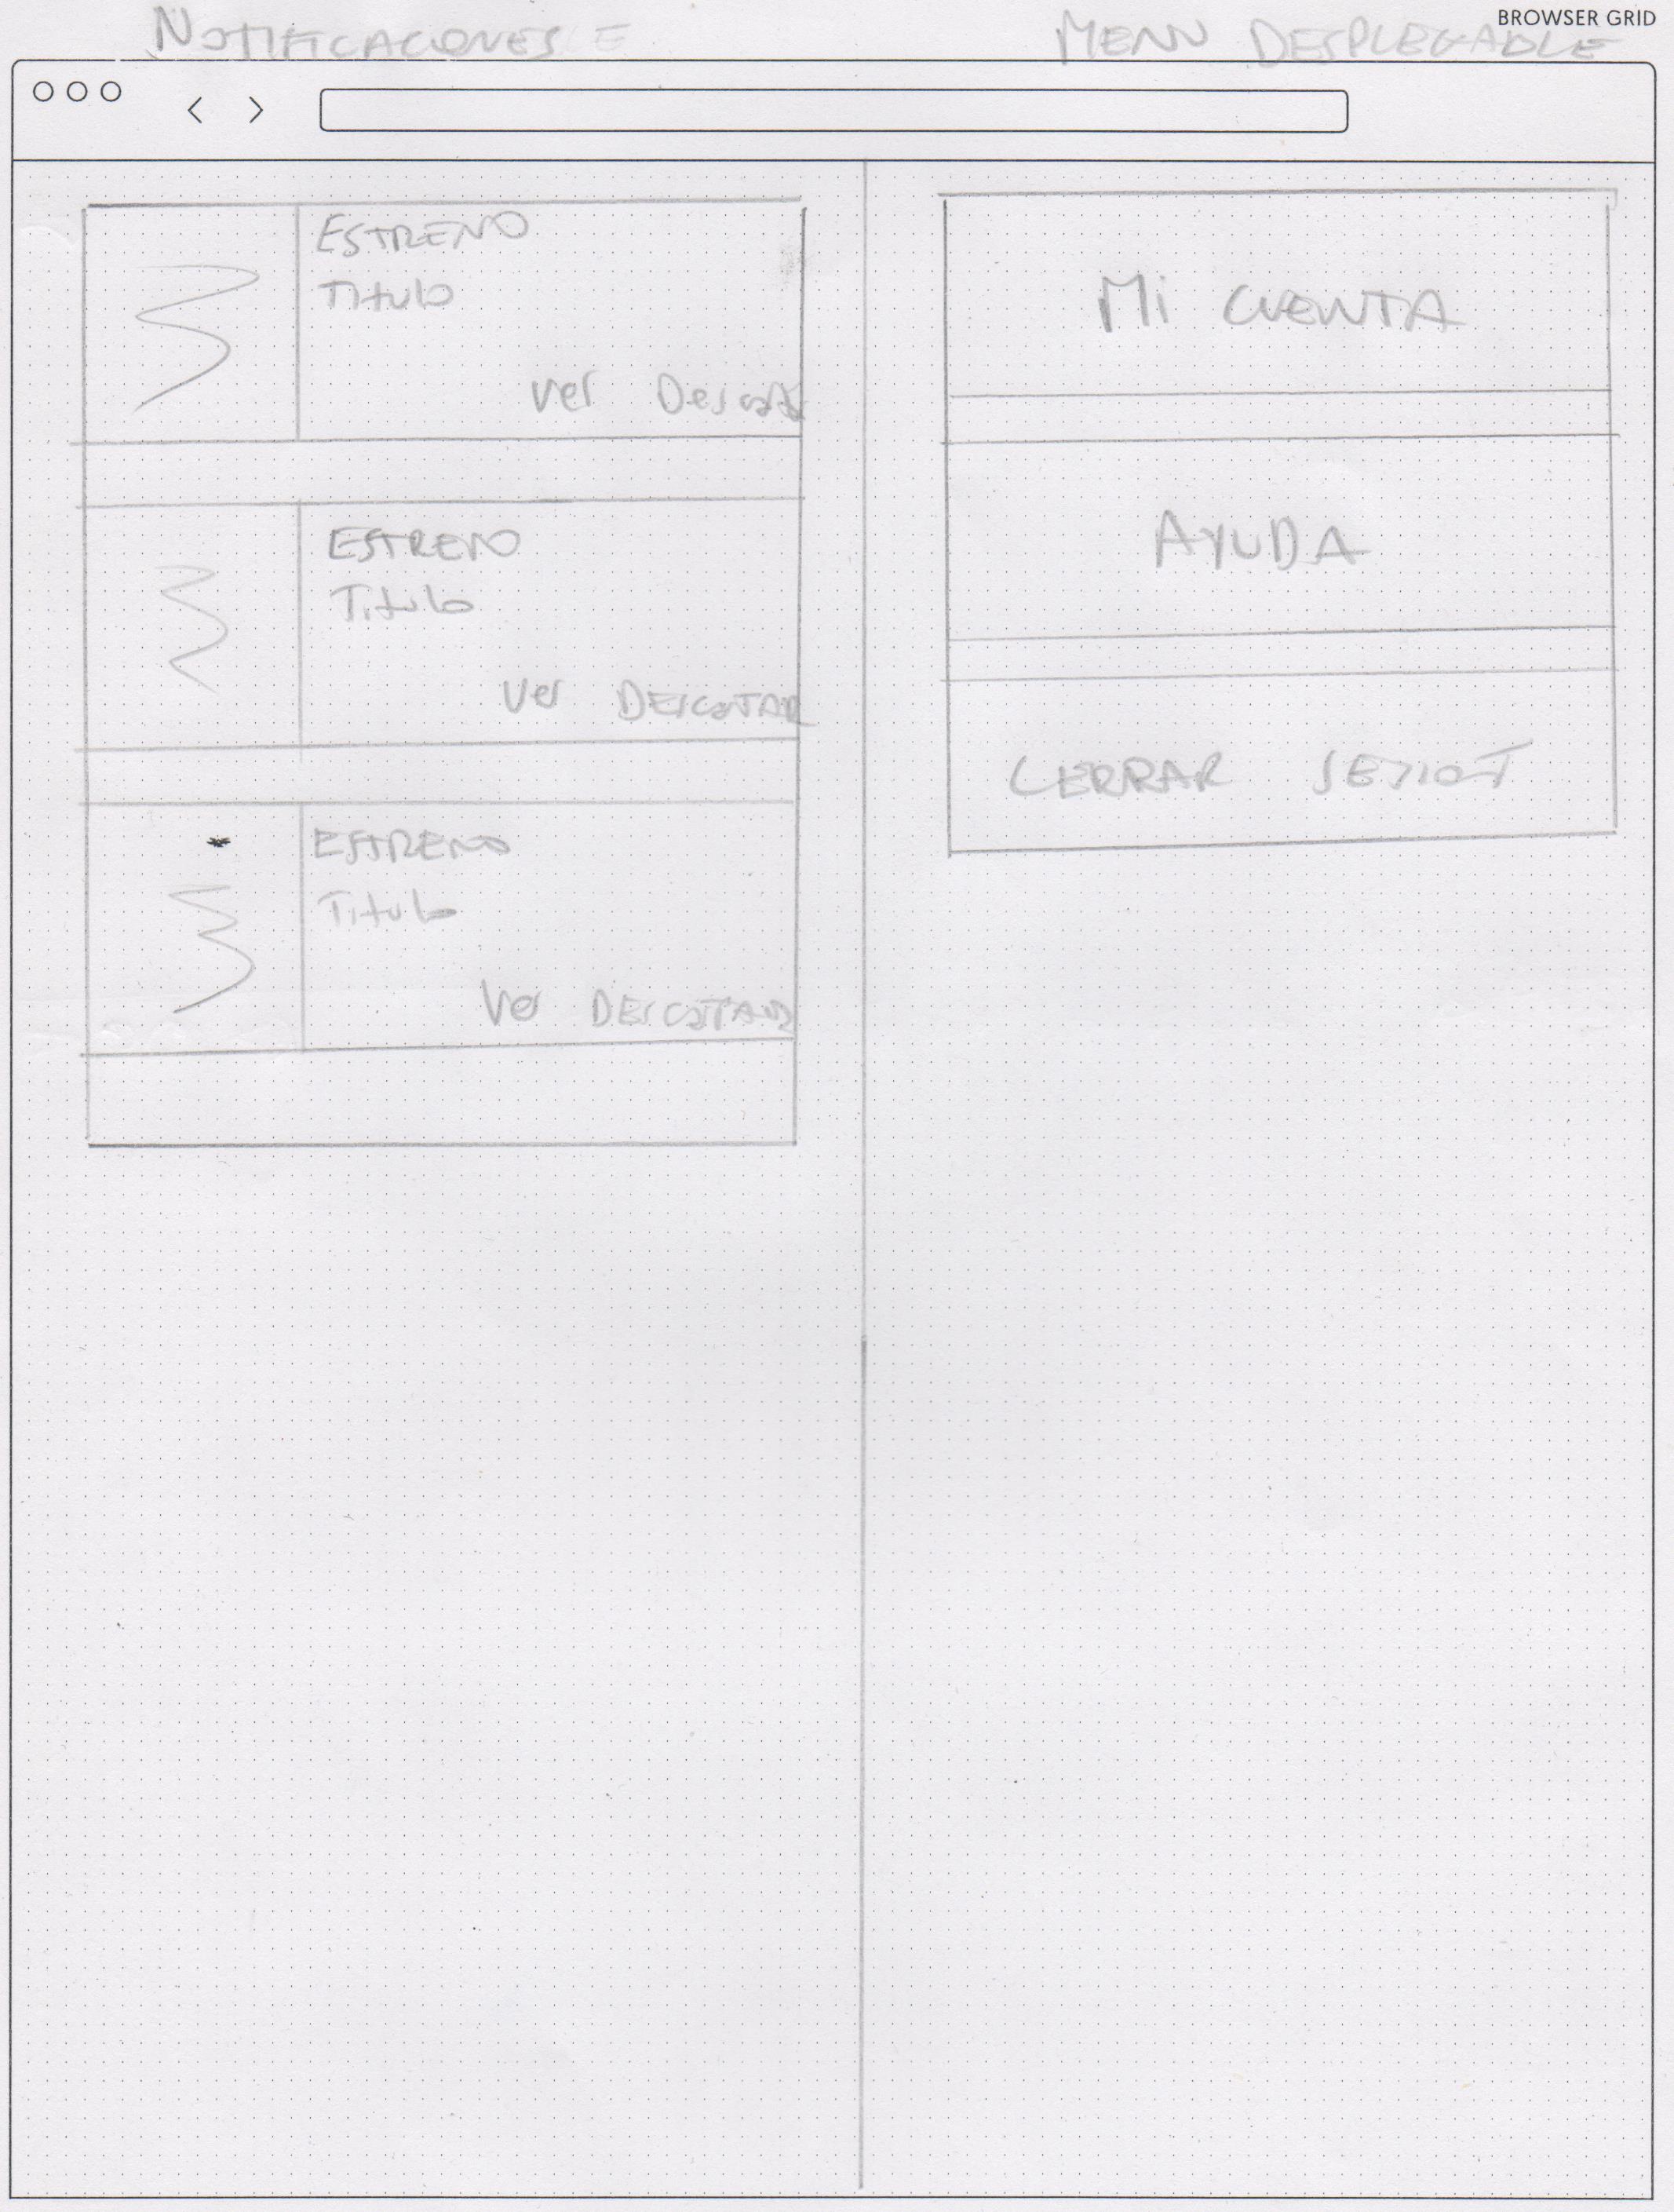 BROWSER GRID
NOTIFICACIONES E
MENU DESPLEGABLE
ESTRENO
Titulo
Ver Descartar
ESTRENO
Titulo
Ver DESCARTAR
ESTRENO
Titulo
Ver DESCARTAR
Mi CUENTA
AYUDA
CERRAR SESION